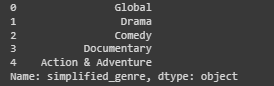 0 Global
1 Drama
2 Comedy
3 Documentary
4 Action & Adventure
Name: simplified_genre, dtype: object